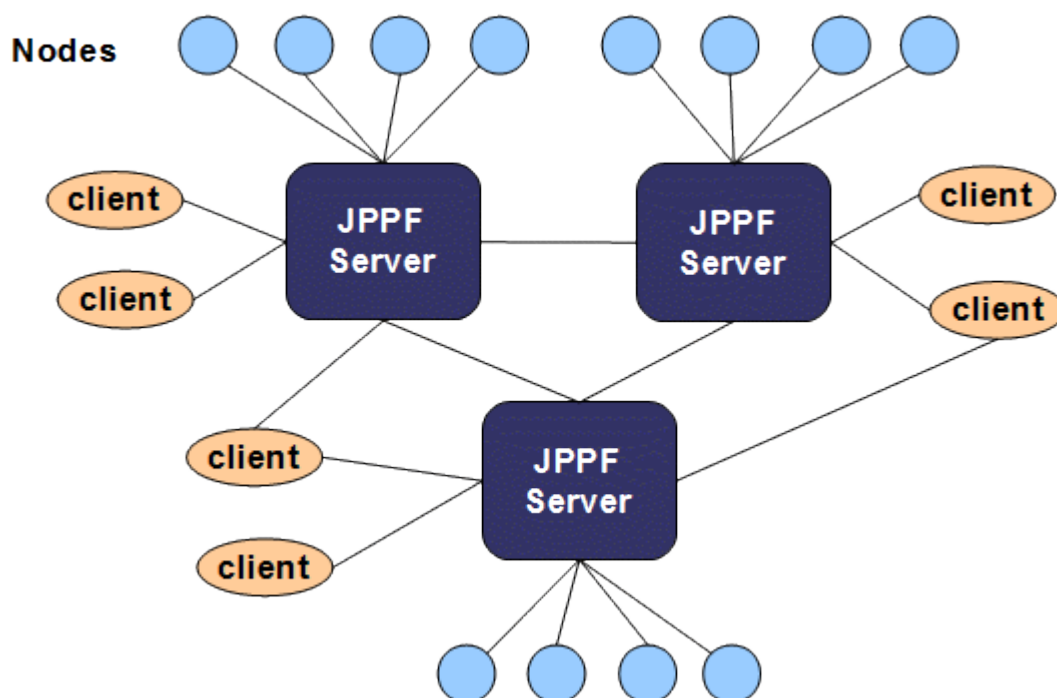 Nodes
client
client
JPPF
Server
JPPF
Server
client
client
client
client
JPPF
Server